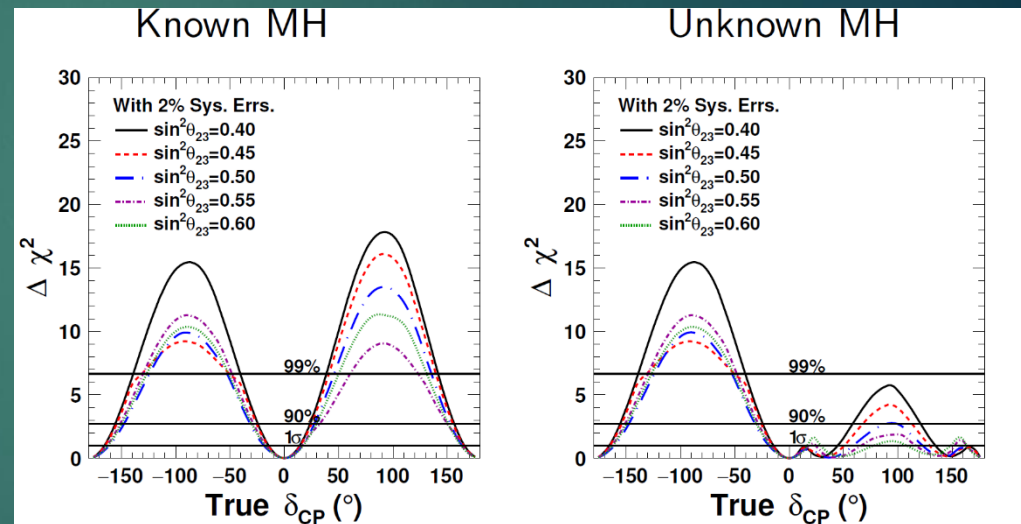 Known MH
Unknown MH
30
25
20
15
10
5
0
Δ χ²
With 2% Sys. Errs.
sin²θ₂₃=0.40
sin²θ₂₃=0.45
sin²θ₂₃=0.50
sin²θ₂₃=0.55
sin²θ₂₃=0.60
99%
90%
1σ
−150 −100 −50 0 50 100 150
True δCP (°)
30
25
20
15
10
5
0
Δ χ²
With 2% Sys. Errs.
sin²θ₂₃=0.40
sin²θ₂₃=0.45
sin²θ₂₃=0.50
sin²θ₂₃=0.55
sin²θ₂₃=0.60
99%
90%
1σ
−150 −100 −50 0 50 100 150
True δCP (°)